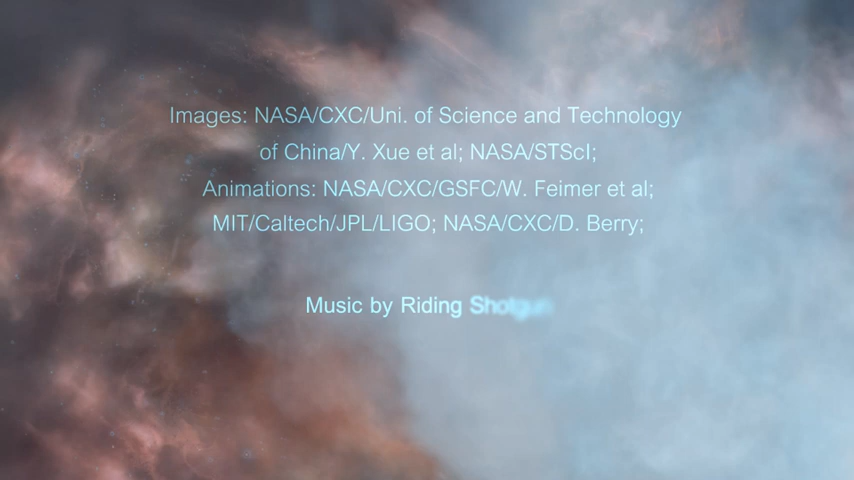 Images: NASA/CXC/Uni. of Science and Technology
of China/Y. Xue et al; NASA/STScI;
Animations: NASA/CXC/GSFC/W. Feimer et al;
MIT/Caltech/JPL/LIGO; NASA/CXC/D. Berry;
Music by Riding Shotgun